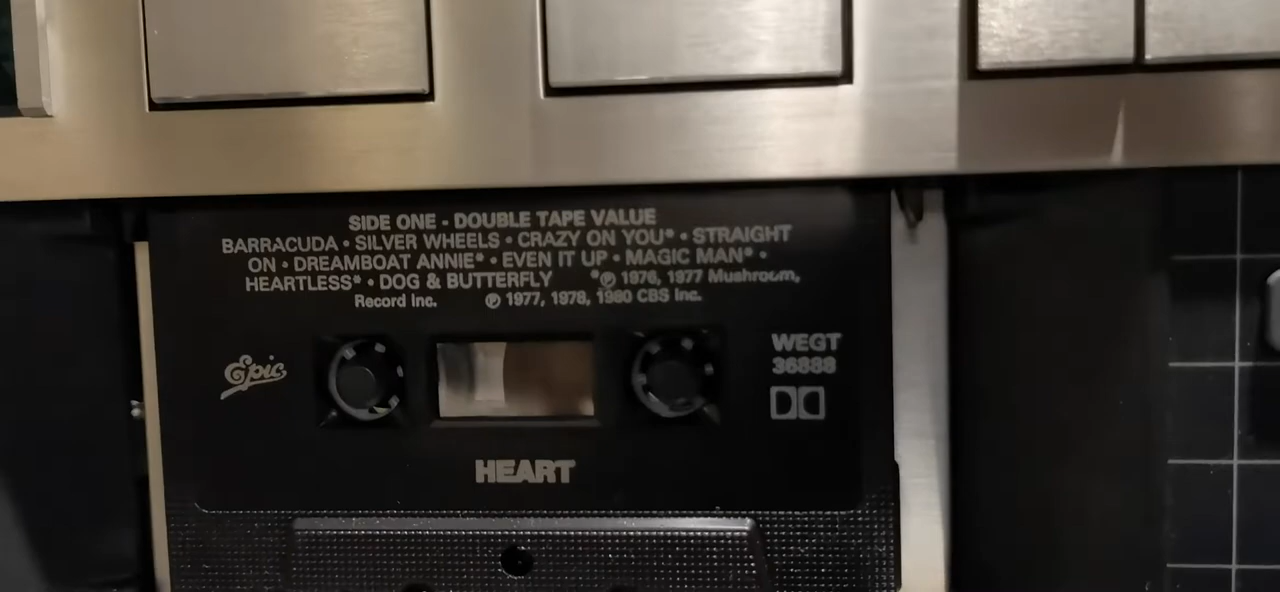 SIDE ONE - DOUBLE TAPE VALUE
BARRACUDA • SILVER WHEELS • CRAZY ON YOU* • STRAIGHT
ON • DREAMBOAT ANNIE* • EVEN IT UP • MAGIC MAN* •
HEARTLESS* • DOG & BUTTERFLY *℗ 1976, 1977 Mushroom,
Record Inc. ℗ 1977, 1978, 1980 CBS Inc.
Epic
WEGT
36888
HEART